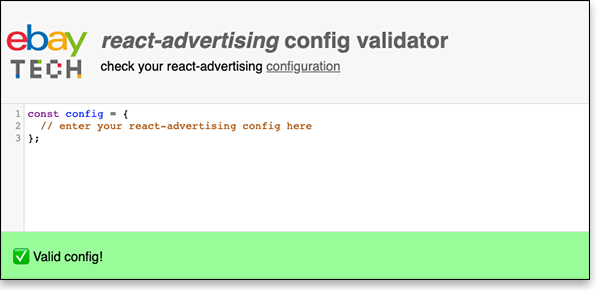 ebay
TECH
react-advertising config validator
check your react-advertising configuration
1 const config = {
2   // enter your react-advertising config here
3 };
✅ Valid config!